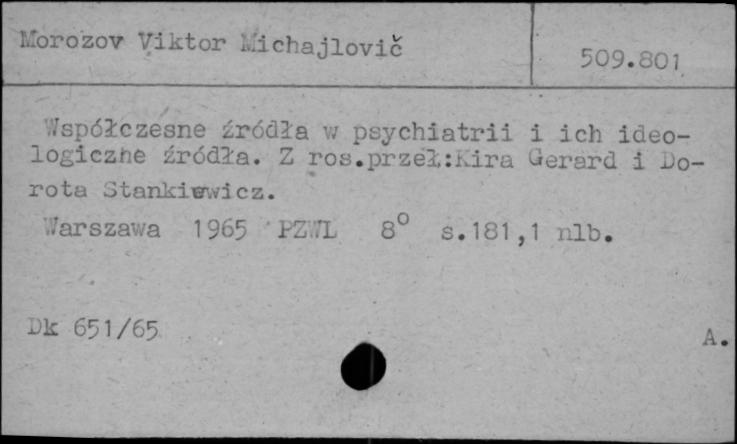 Morozov Viktor Michajlovič
509.801
Współczesne źródła w psychiatrii i ich ideo-
logiczne źródła. Z ros.przeł.:Kira Gerard i Do-
rota Stankiewicz.
Warszawa 1965 PZWL 8° s.181,1 nlb.
Dk 651/65
A.